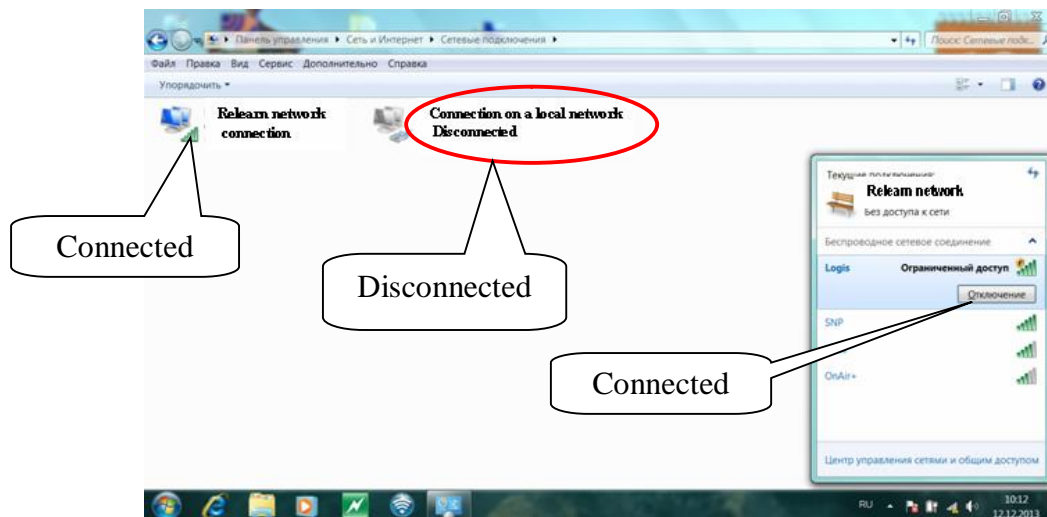 Панель управления ▸ Сеть и Интернет ▸ Сетевые подключения ▸
Поиск: Сетевые подк...
Файл Правка Вид Сервис Дополнительно Справка
Упорядочить
Relearn network
connection
Connection on a local network
Disconnected
Connected
Disconnected
Connected
Текущие подключения:
Relearn network
Без доступа к сети
Беспроводное сетевое соединение
Logis Ограниченный доступ
Отключение
SNP
OnAir+
Центр управления сетями и общим доступом
RU
10:12
12.12.2013